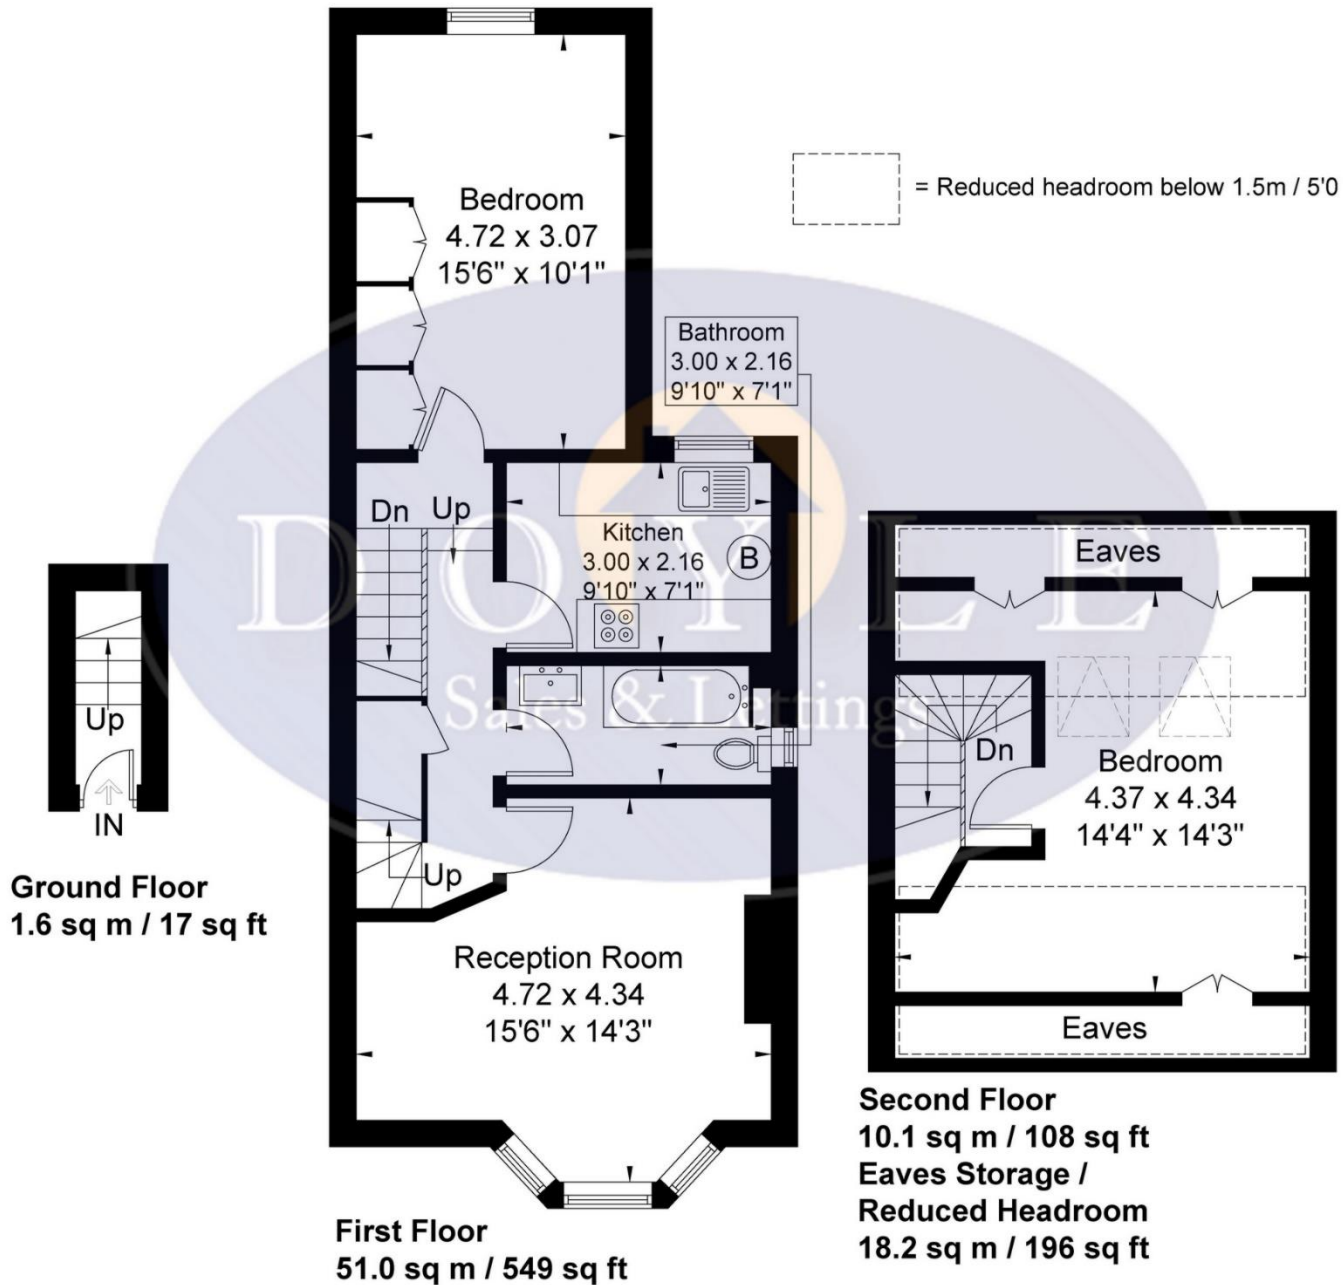 Bedroom
4.72 x 3.07
15'6" x 10'1"
= Reduced headroom below 1.5m / 5'0
Bathroom
3.00 x 2.16
9'10" x 7'1"
Dn
Up
Kitchen
3.00 x 2.16
9'10" x 7'1"
B
DOYLE
Sales & Lettings
Up
IN
Ground Floor
1.6 sq m / 17 sq ft
Up
Reception Room
4.72 x 4.34
15'6" x 14'3"
First Floor
51.0 sq m / 549 sq ft
Eaves
Dn
Bedroom
4.37 x 4.34
14'4" x 14'3"
Eaves
Second Floor
10.1 sq m / 108 sq ft
Eaves Storage /
Reduced Headroom
18.2 sq m / 196 sq ft